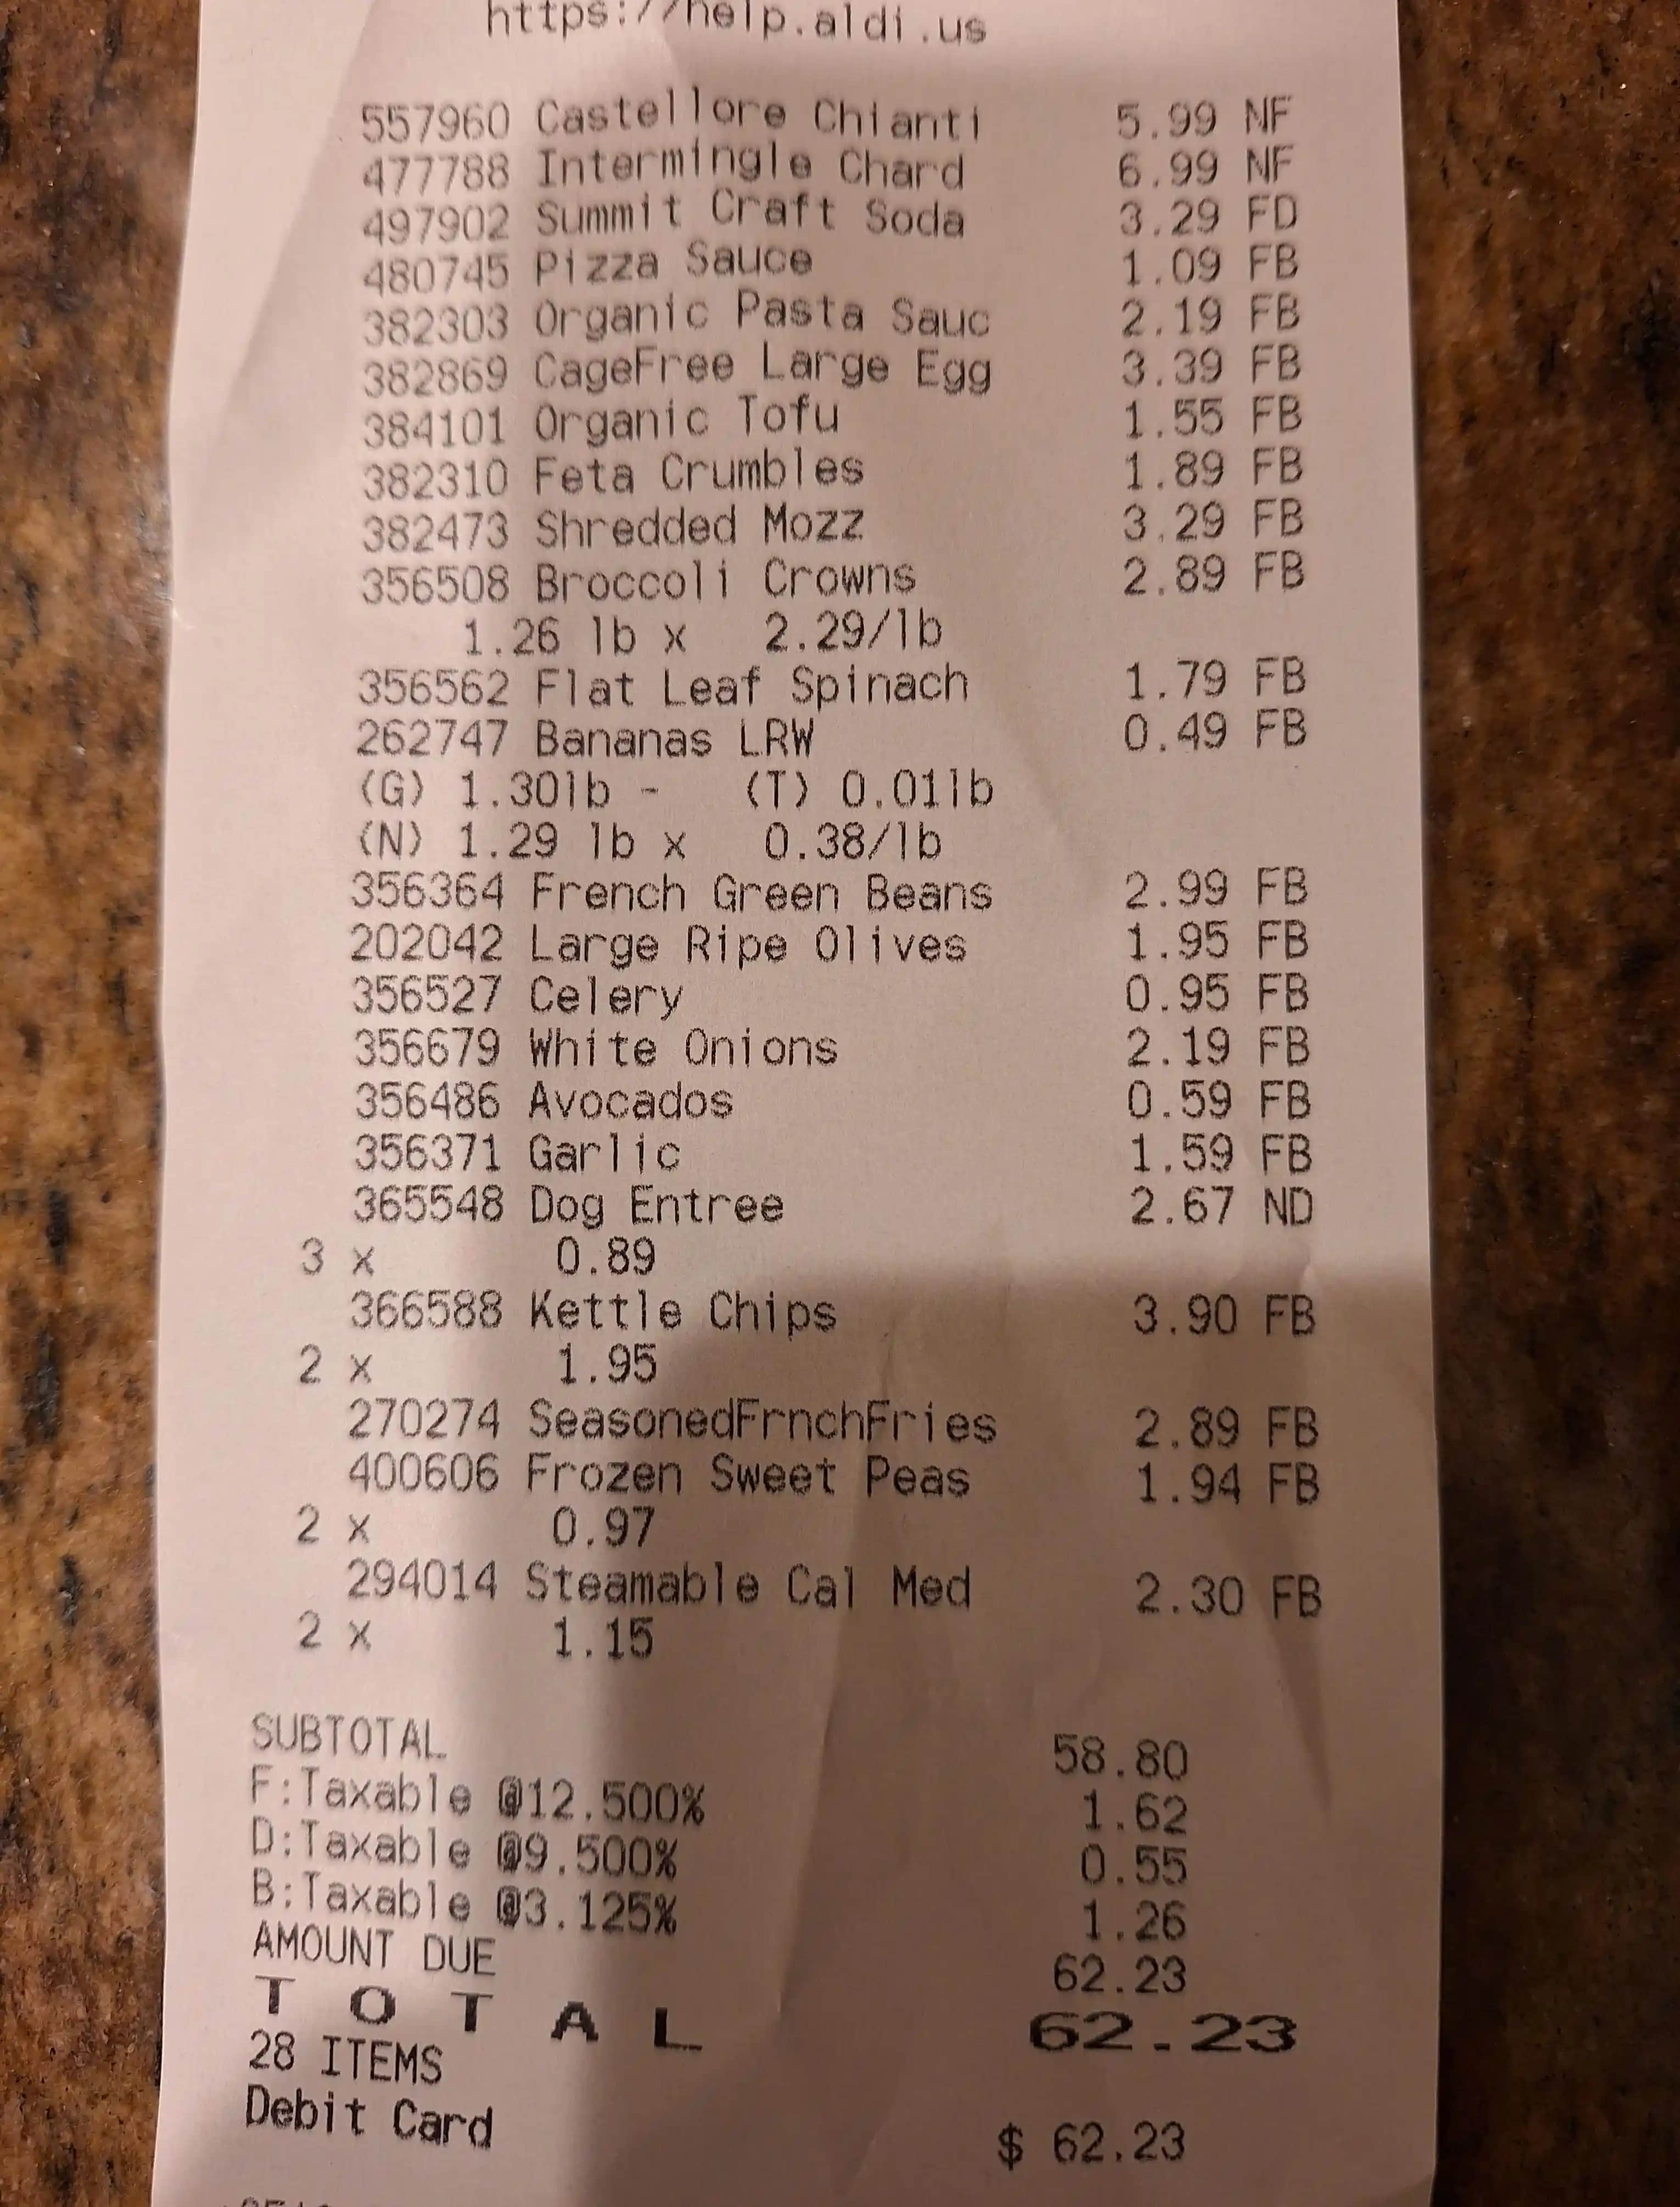 https://help.aldi.us
557960 Castellore Chianti 5.99 NF
477788 Intermingle Chard 6.99 NF
497902 Summit Craft Soda 3.29 FD
480745 Pizza Sauce 1.09 FB
382303 Organic Pasta Sauc 2.19 FB
382869 CageFree Large Egg 3.39 FB
384101 Organic Tofu 1.55 FB
382310 Feta Crumbles 1.89 FB
382473 Shredded Mozz 3.29 FB
356508 Broccoli Crowns 2.89 FB
1.26 lb x 2.29/lb
356562 Flat Leaf Spinach 1.79 FB
262747 Bananas LRW 0.49 FB
(G) 1.30lb - (T) 0.01lb
(N) 1.29 lb x 0.38/lb
356364 French Green Beans 2.99 FB
202042 Large Ripe Olives 1.95 FB
356527 Celery 0.95 FB
356679 White Onions 2.19 FB
356486 Avocados 0.59 FB
356371 Garlic 1.59 FB
365548 Dog Entree 2.67 ND
3 x 0.89
366588 Kettle Chips 3.90 FB
2 x 1.95
270274 SeasonedFrnchFries 2.89 FB
400606 Frozen Sweet Peas 1.94 FB
2 x 0.97
294014 Steamable Cal Med 2.30 FB
2 x 1.15
SUBTOTAL 58.80
F:Taxable @12.500% 1.62
D:Taxable @9.500% 0.55
B:Taxable @3.125% 1.26
AMOUNT DUE 62.23
T O T A L 62.23
28 ITEMS
Debit Card $ 62.23